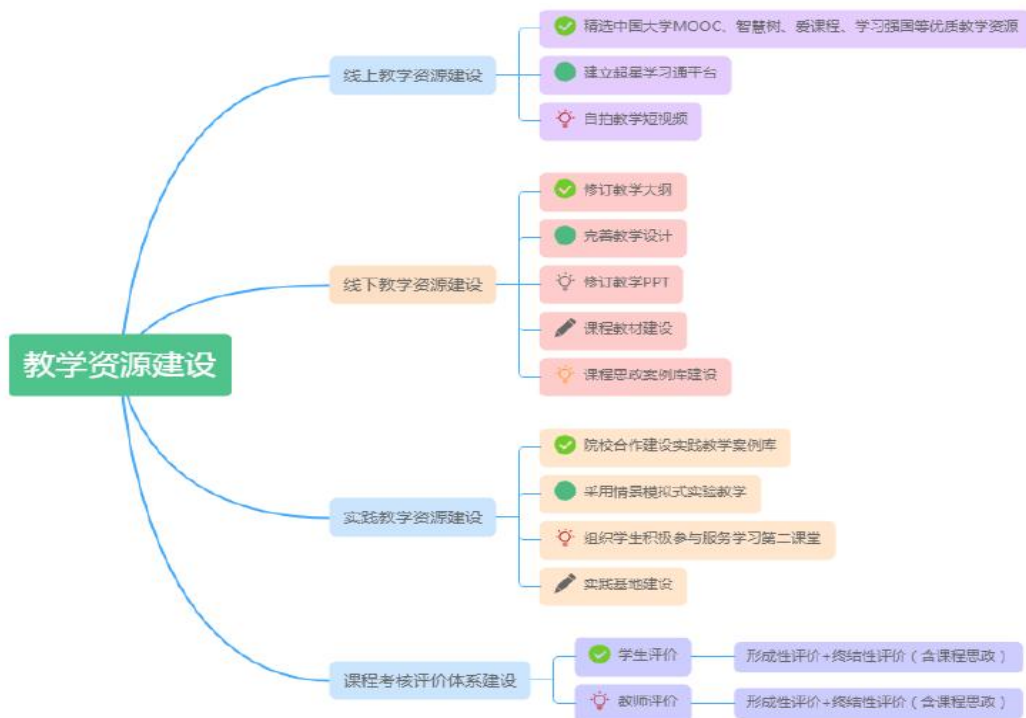 教学资源建设
线上教学资源建设
精选中国大学MOOC、智慧树、爱课程、学习强国等优质教学资源
建立超星学习通平台
自拍教学短视频
线下教学资源建设
修订教学大纲
完善教学设计
修订教学PPT
课程教材建设
课程思政案例库建设
实践教学资源建设
院校合作建设实践教学案例库
采用情景模拟式实验教学
组织学生积极参与服务学习第二课堂
实践基地建设
课程考核评价体系建设
学生评价
形成性评价+终结性评价（含课程思政）
教师评价
形成性评价+终结性评价（含课程思政）